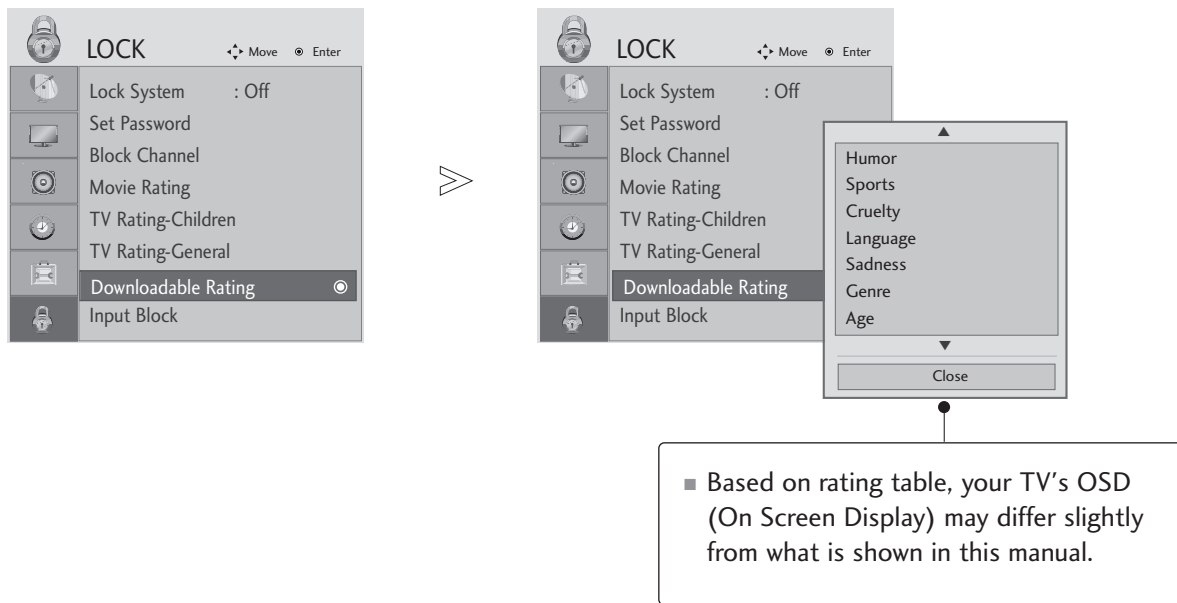 LOCK Move Enter
Lock System : Off
Set Password
Block Channel
Movie Rating
TV Rating-Children
TV Rating-General
Downloadable Rating
Input Block
LOCK Move Enter
Lock System : Off
Set Password
Block Channel
Movie Rating
TV Rating-Children
TV Rating-General
Downloadable Rating
Input Block
Humor
Sports
Cruelty
Language
Sadness
Genre
Age
Close
Based on rating table, your TV's OSD
(On Screen Display) may differ slightly
from what is shown in this manual.